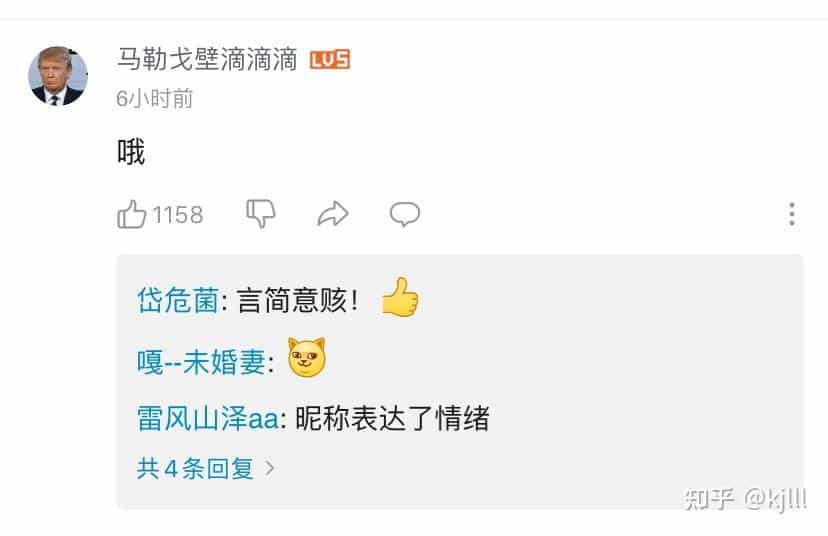 马勒戈壁滴滴滴 LV5
6小时前
哦
1158
岱危菌: 言简意赅!
嘎--未婚妻:
雷风山泽aa: 昵称表达了情绪
共4条回复 >
知乎 @kjlll